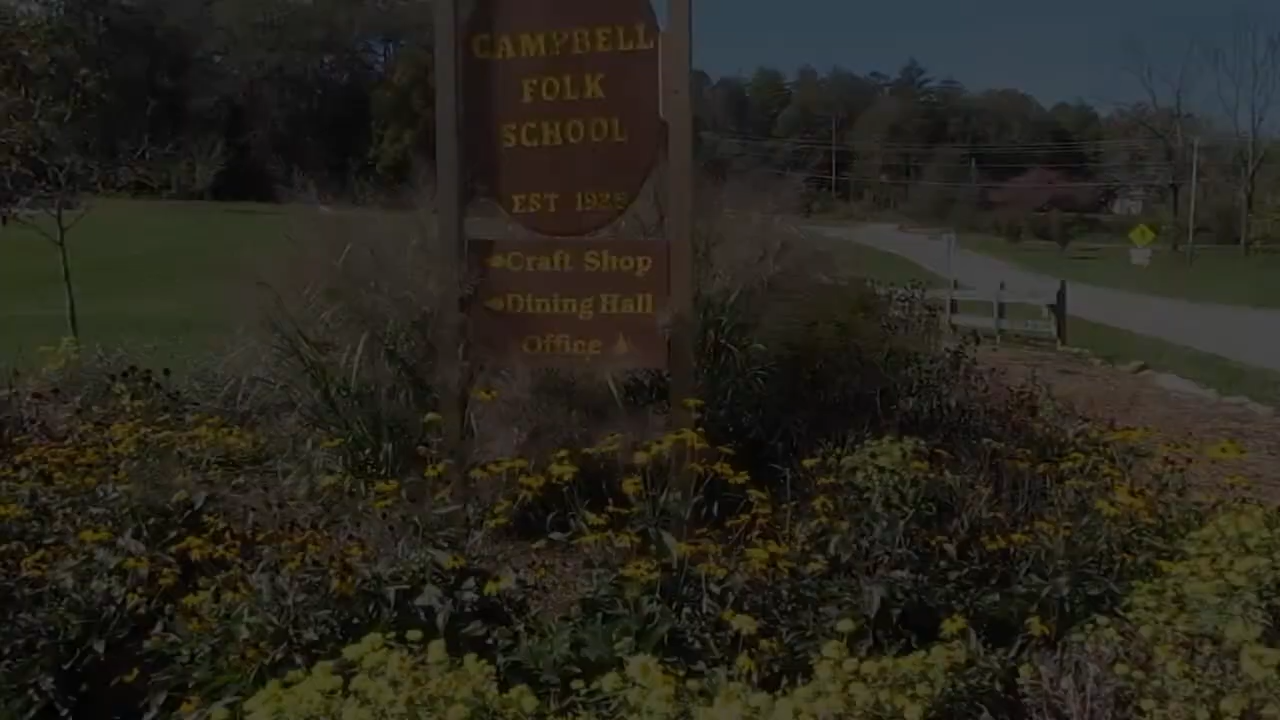 CAMPBELL
FOLK
SCHOOL
EST 1925
Craft Shop
Dining Hall
Office